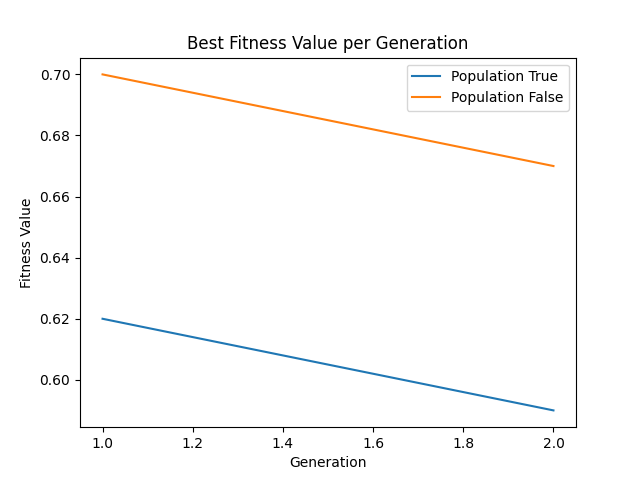 Best Fitness Value per Generation
Population True
Population False
Fitness Value
0.70
0.68
0.66
0.64
0.62
0.60
1.0 1.2 1.4 1.6 1.8 2.0
Generation